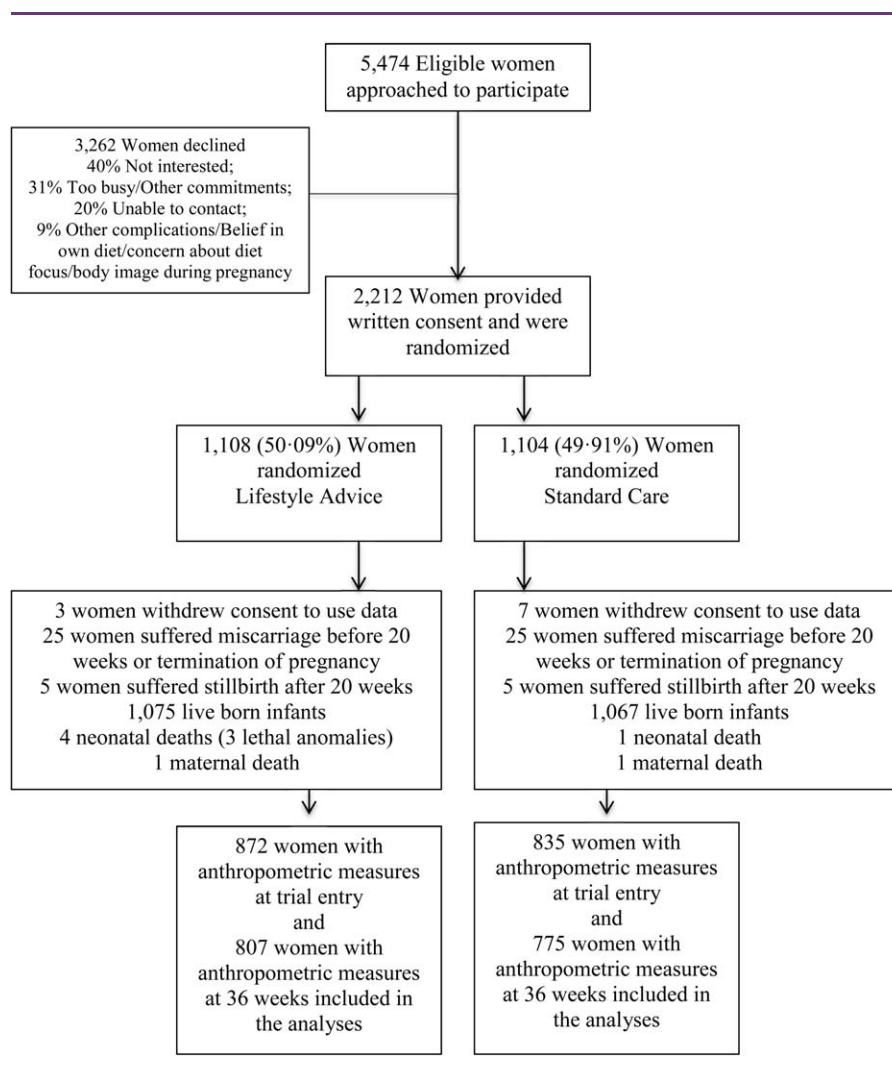 5,474 Eligible women
approached to participate
3,262 Women declined
40% Not interested;
31% Too busy/Other commitments;
20% Unable to contact;
9% Other complications/Belief in
own diet/concern about diet
focus/body image during pregnancy
2,212 Women provided
written consent and were
randomized
1,108 (50·09%) Women
randomized
Lifestyle Advice
1,104 (49·91%) Women
randomized
Standard Care
3 women withdrew consent to use data
25 women suffered miscarriage before 20
weeks or termination of pregnancy
5 women suffered stillbirth after 20 weeks
1,075 live born infants
4 neonatal deaths (3 lethal anomalies)
1 maternal death
7 women withdrew consent to use data
25 women suffered miscarriage before 20
weeks or termination of pregnancy
5 women suffered stillbirth after 20 weeks
1,067 live born infants
1 neonatal death
1 maternal death
872 women with
anthropometric measures
at trial entry
and
807 women with
anthropometric measures
at 36 weeks included in
the analyses
835 women with
anthropometric measures
at trial entry
and
775 women with
anthropometric measures
at 36 weeks included in
the analyses